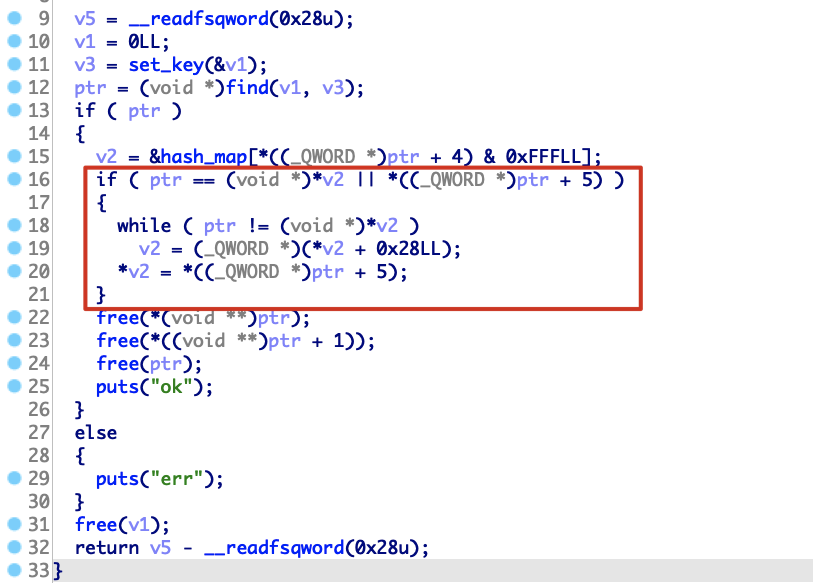 9 v5 = __readfsqword(0x28u);
10 v1 = 0LL;
11 v3 = set_key(&v1);
12 ptr = (void *)find(v1, v3);
13 if ( ptr )
14 {
15 v2 = &hash_map[*((_QWORD *)ptr + 4) & 0xFFFLL];
16 if ( ptr == (void *)*v2 || *((_QWORD *)ptr + 5) )
17 {
18 while ( ptr != (void *)*v2 )
19 v2 = (_QWORD *)(*v2 + 0x28LL);
20 *v2 = *((_QWORD *)ptr + 5);
21 }
22 free(*(void **)ptr);
23 free(*((void **)ptr + 1));
24 free(ptr);
25 puts("ok");
26 }
27 else
28 {
29 puts("err");
30 }
31 free(v1);
32 return v5 - __readfsqword(0x28u);
33 }